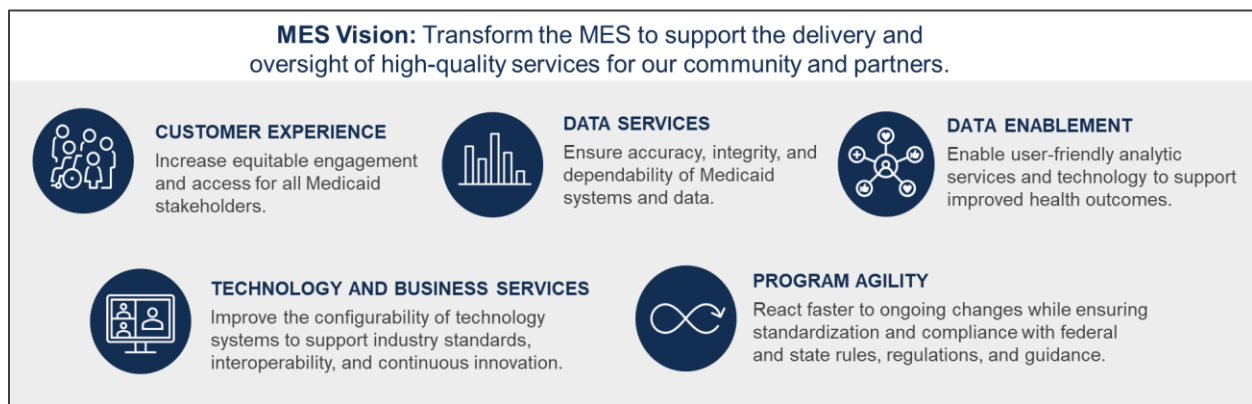 MES Vision: Transform the MES to support the delivery and
oversight of high-quality services for our community and partners.
CUSTOMER EXPERIENCE
Increase equitable engagement
and access for all Medicaid
stakeholders.
DATA SERVICES
Ensure accuracy, integrity, and
dependability of Medicaid
systems and data.
DATA ENABLEMENT
Enable user-friendly analytic
services and technology to support
improved health outcomes.
TECHNOLOGY AND BUSINESS SERVICES
Improve the configurability of technology
systems to support industry standards,
interoperability, and continuous innovation.
PROGRAM AGILITY
React faster to ongoing changes while ensuring
standardization and compliance with federal
and state rules, regulations, and guidance.